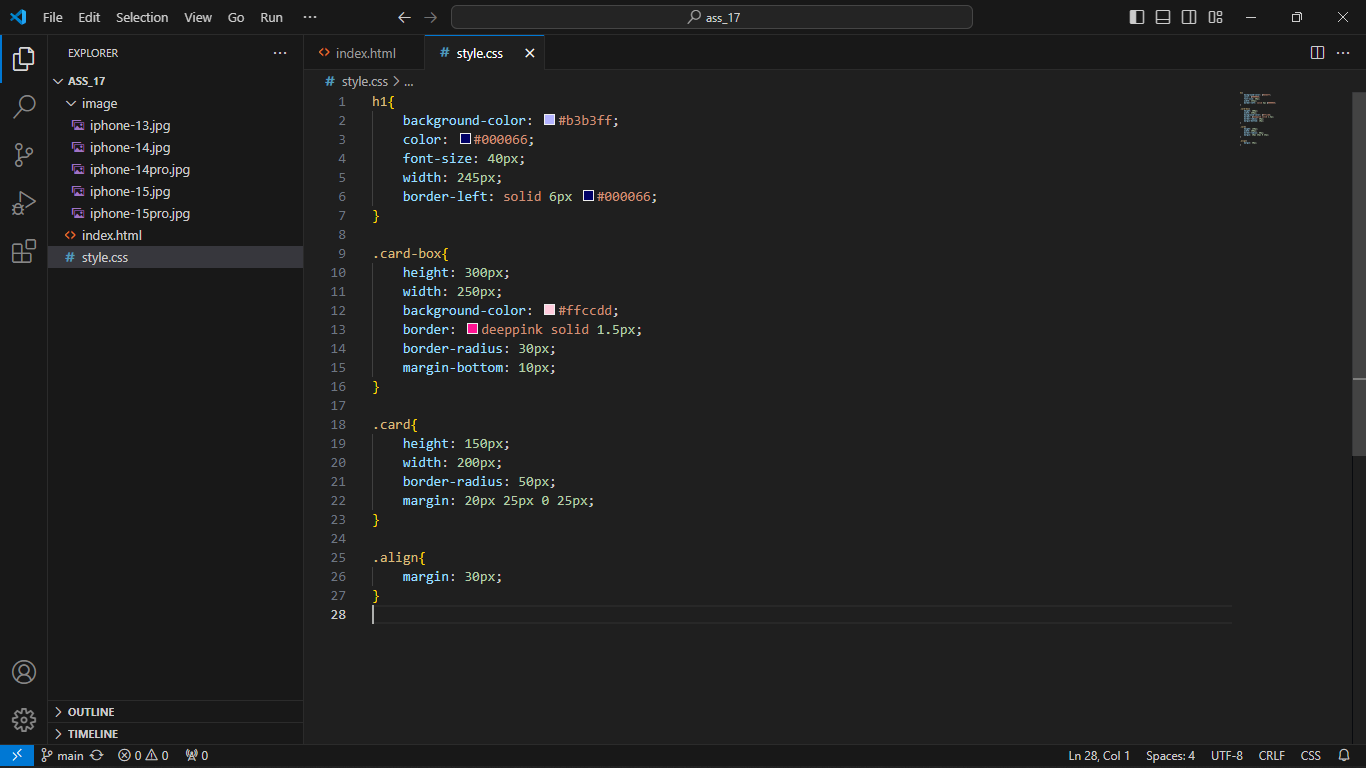 File Edit Selection View Go Run ···
ass_17
EXPLORER ···
ASS_17
image
iphone-13.jpg
iphone-14.jpg
iphone-14pro.jpg
iphone-15.jpg
iphone-15pro.jpg
<> index.html
# style.css
OUTLINE
TIMELINE
<> index.html
# style.css
# style.css > ...
1 h1{
2 background-color: #b3b3ff;
3 color: #000066;
4 font-size: 40px;
5 width: 245px;
6 border-left: solid 6px #000066;
7 }
8
9 .card-box{
10 height: 300px;
11 width: 250px;
12 background-color: #ffccdd;
13 border: deeppink solid 1.5px;
14 border-radius: 30px;
15 margin-bottom: 10px;
16 }
17
18 .card{
19 height: 150px;
20 width: 200px;
21 border-radius: 50px;
22 margin: 20px 25px 0 25px;
23 }
24
25 .align{
26 margin: 30px;
27 }
28
main 0 0 0
Ln 28, Col 1 Spaces: 4 UTF-8 CRLF CSS